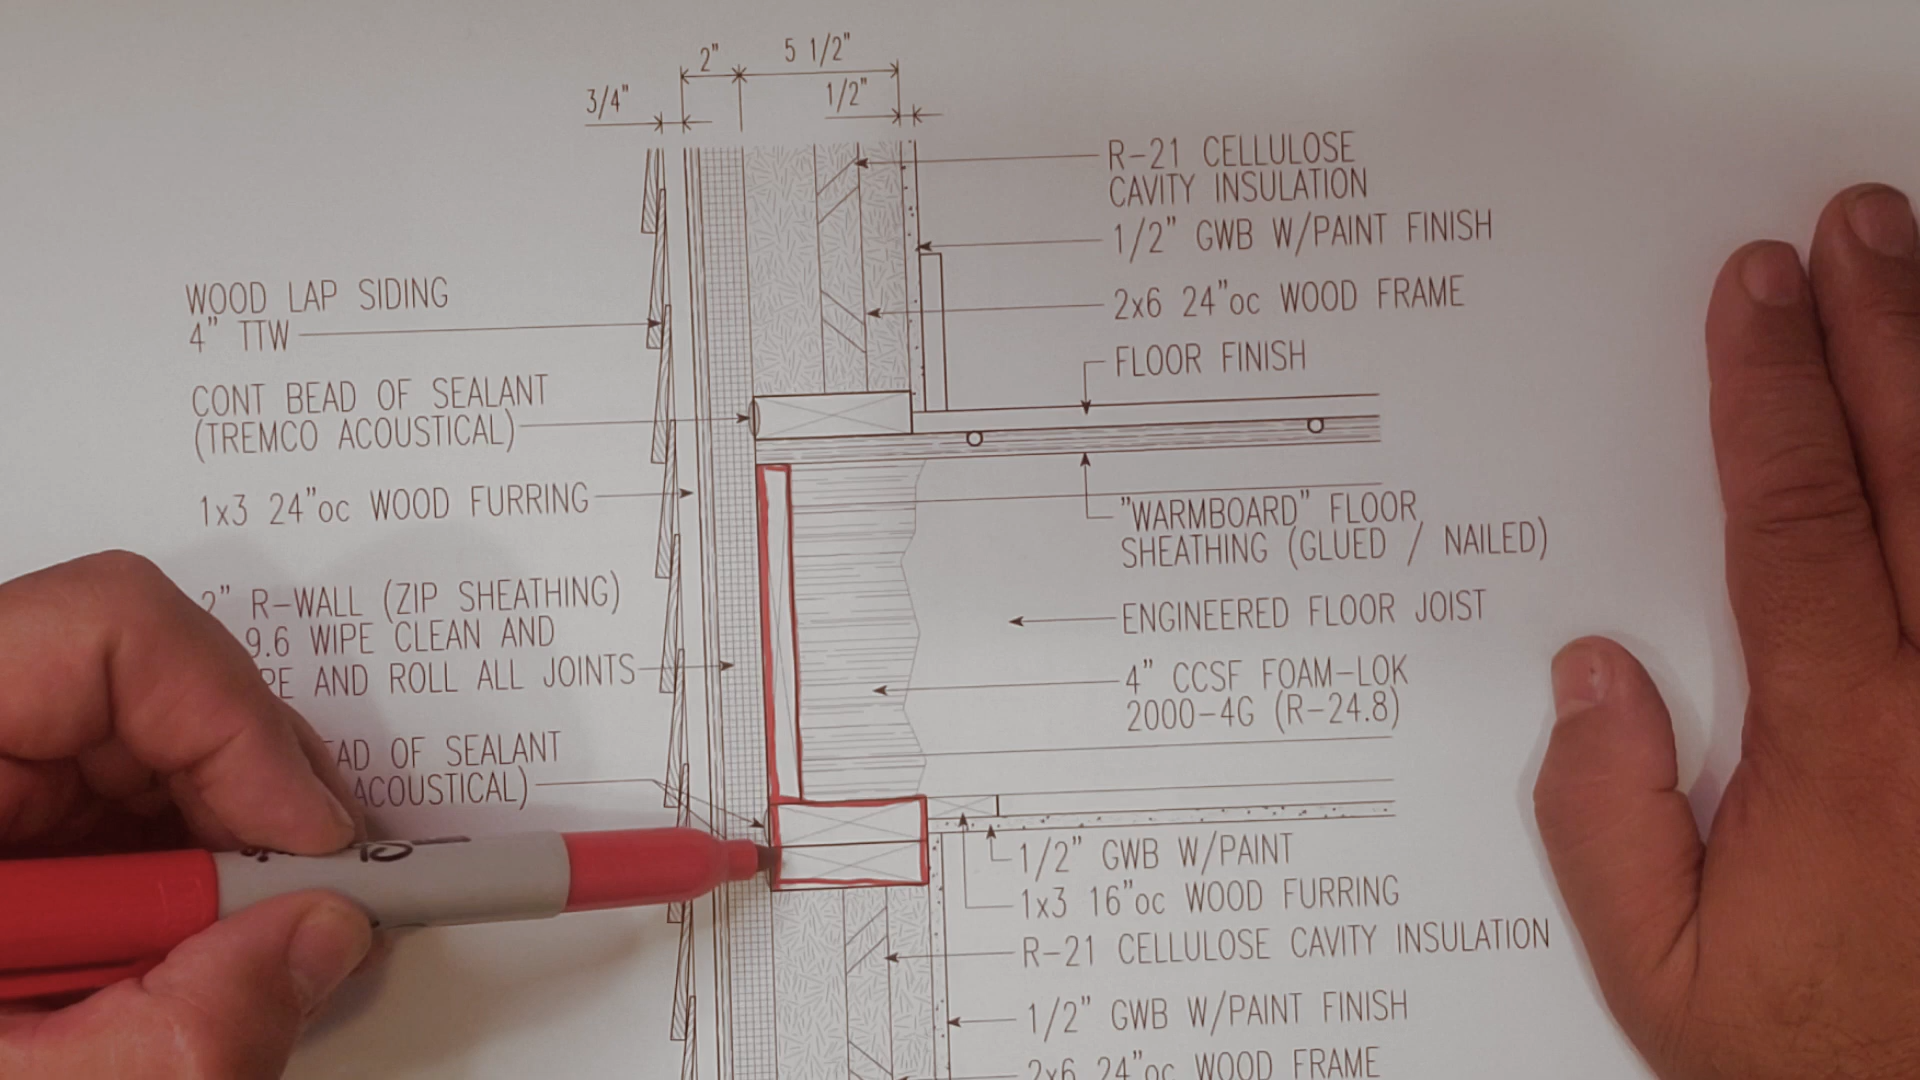 2"
5 1/2"
3/4"
1/2"
R-21 CELLULOSE
CAVITY INSULATION
1/2" GWB W/PAINT FINISH
2x6 24"oc WOOD FRAME
FLOOR FINISH
"WARMBOARD" FLOOR
SHEATHING (GLUED / NAILED)
ENGINEERED FLOOR JOIST
4" CCSF FOAM-LOK
2000-4G (R-24.8)
1/2" GWB W/PAINT
1x3 16"oc WOOD FURRING
R-21 CELLULOSE CAVITY INSULATION
1/2" GWB W/PAINT FINISH
2x6 24"oc WOOD FRAME
WOOD LAP SIDING
4" TTW
CONT BEAD OF SEALANT
(TREMCO ACOUSTICAL)
1x3 24"oc WOOD FURRING
2" R-WALL (ZIP SHEATHING)
9.6 WIPE CLEAN AND
AND ROLL ALL JOINTS
OF SEALANT
ACOUSTICAL)